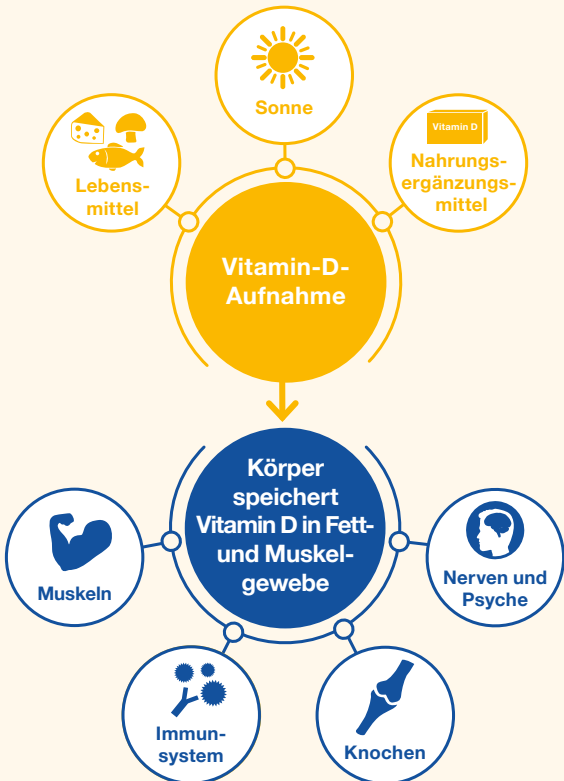 Sonne
Lebens-
mittel
Vitamin D
Nahrungs-
ergänzungs-
mittel
Vitamin-D-
Aufnahme
Körper
speichert
Vitamin D in Fett-
und Muskel-
gewebe
Muskeln
Nerven und
Psyche
Immun-
system
Knochen